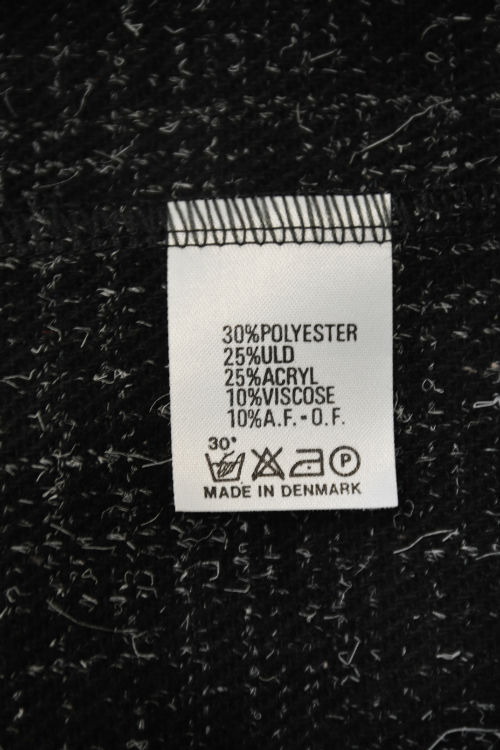 30%POLYESTER
25%ULD
25%ACRYL
10%VISCOSE
10%A.F.-O.F.
30°
P
MADE IN DENMARK